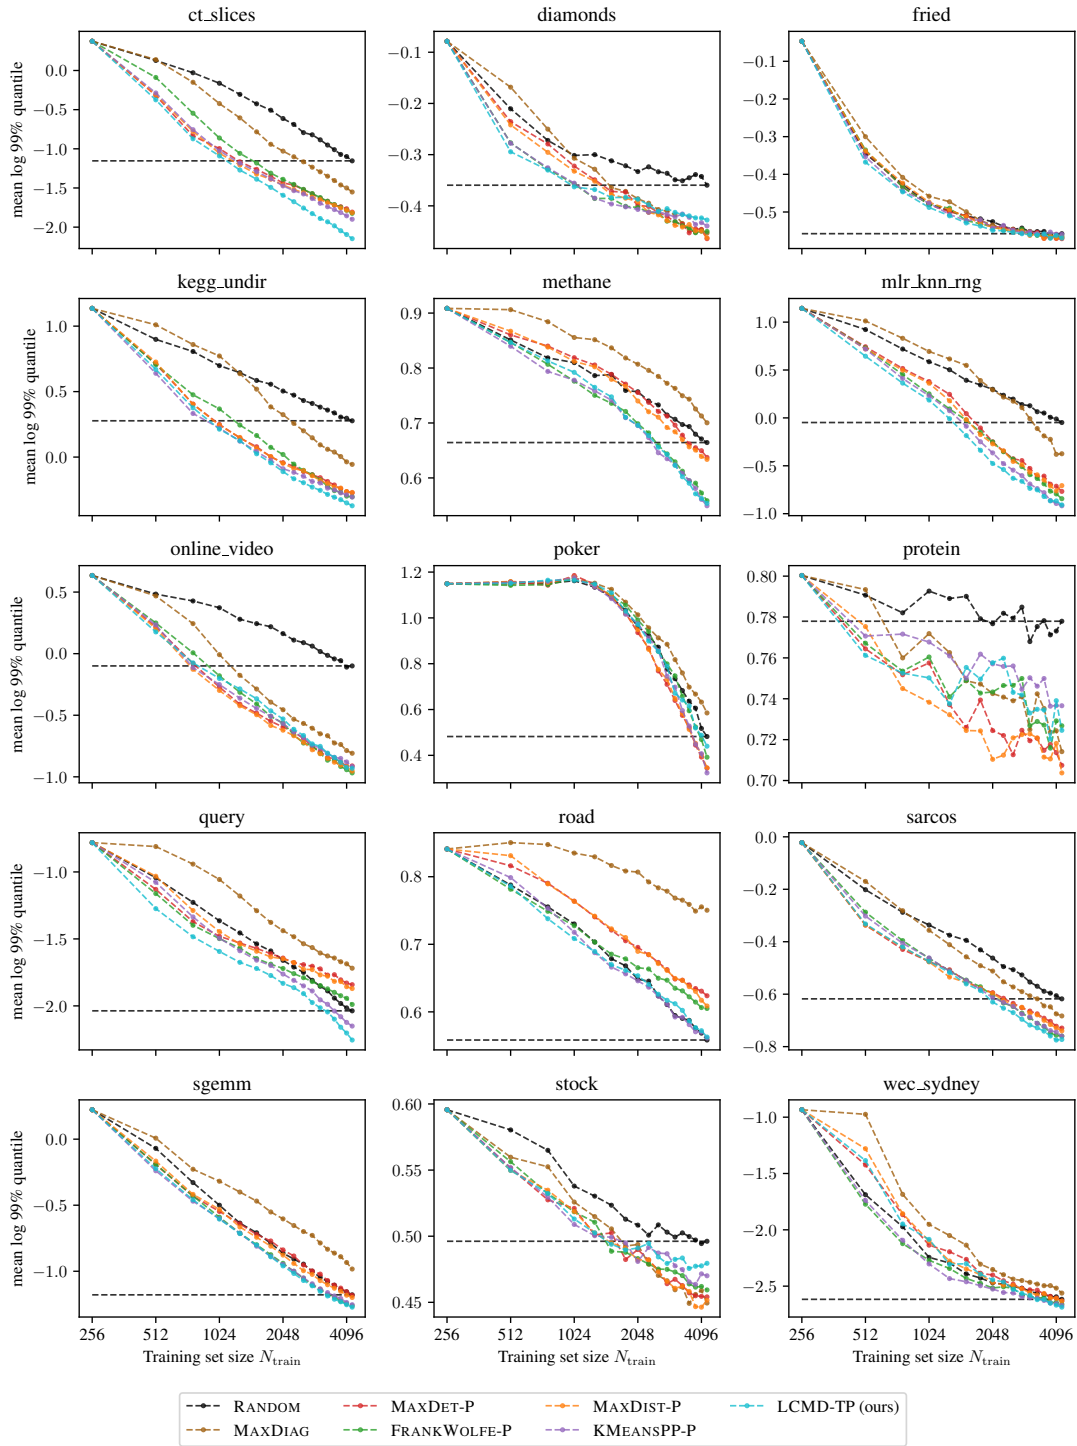 ct_slices
diamonds
fried
mean log 99% quantile
0.0
−0.5
−1.0
−1.5
−2.0
−0.1
−0.2
−0.3
−0.4
−0.1
−0.2
−0.3
−0.4
−0.5
kegg_undir
methane
mlr_knn_rng
mean log 99% quantile
1.0
0.5
0.0
0.9
0.8
0.7
0.6
1.0
0.5
0.0
−0.5
−1.0
online_video
poker
protein
mean log 99% quantile
0.5
0.0
−0.5
−1.0
1.2
1.0
0.8
0.6
0.4
0.80
0.78
0.76
0.74
0.72
0.70
query
road
sarcos
mean log 99% quantile
−1.0
−1.5
−2.0
0.8
0.7
0.6
0.0
−0.2
−0.4
−0.6
−0.8
sgemm
stock
wec_sydney
mean log 99% quantile
0.0
−0.5
−1.0
0.60
0.55
0.50
0.45
−1.0
−1.5
−2.0
−2.5
256 512 1024 2048 4096
256 512 1024 2048 4096
256 512 1024 2048 4096
Training set size N_train
Training set size N_train
Training set size N_train
RANDOM MAXDET-P MAXDIST-P LCMD-TP (ours)
MAXDIAG FRANKWOLFE-P KMEANSPP-P